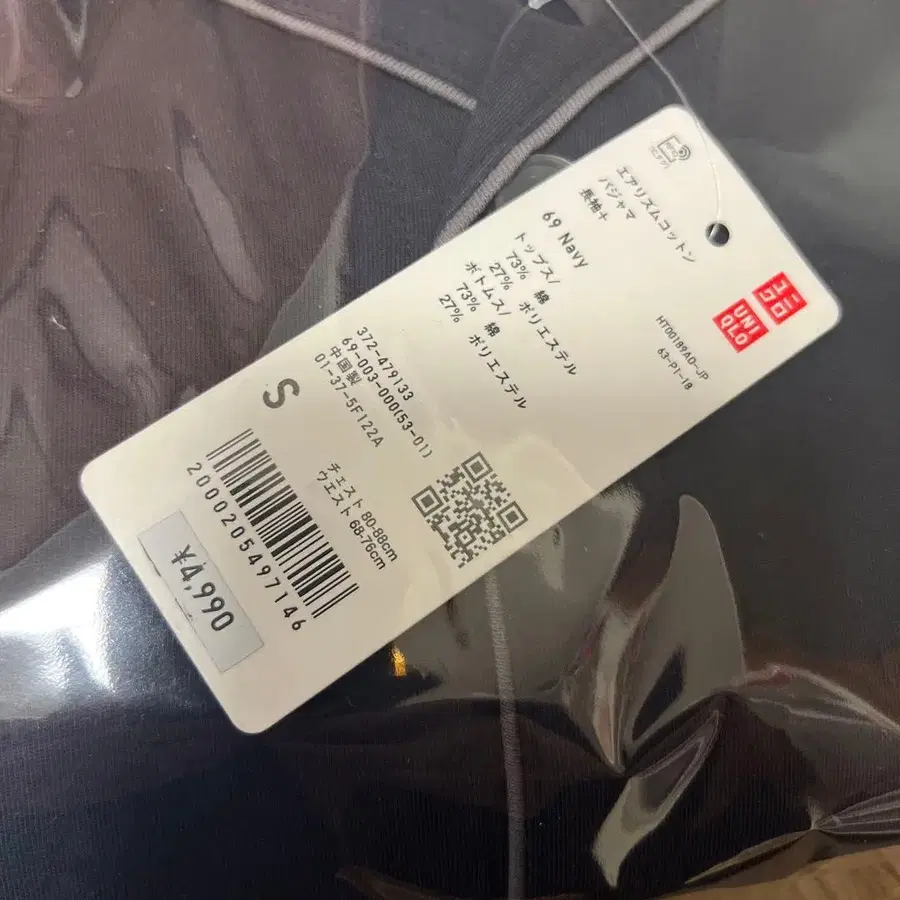 エアリズムコットン
パジャマ
長袖+
69 Navy
トップス/
73% 綿
27% ポリエステル
ボトムス/
73% 綿
27% ポリエステル
ユニ
クロ
UNI
QLO
HT00189AD-JP
63-P1-18
372-479133
69-003-000(53-01)
中国製
01-37-5F122A
S
チェスト 80-88cm
ウエスト 68-76cm
2000205497146
¥4,990